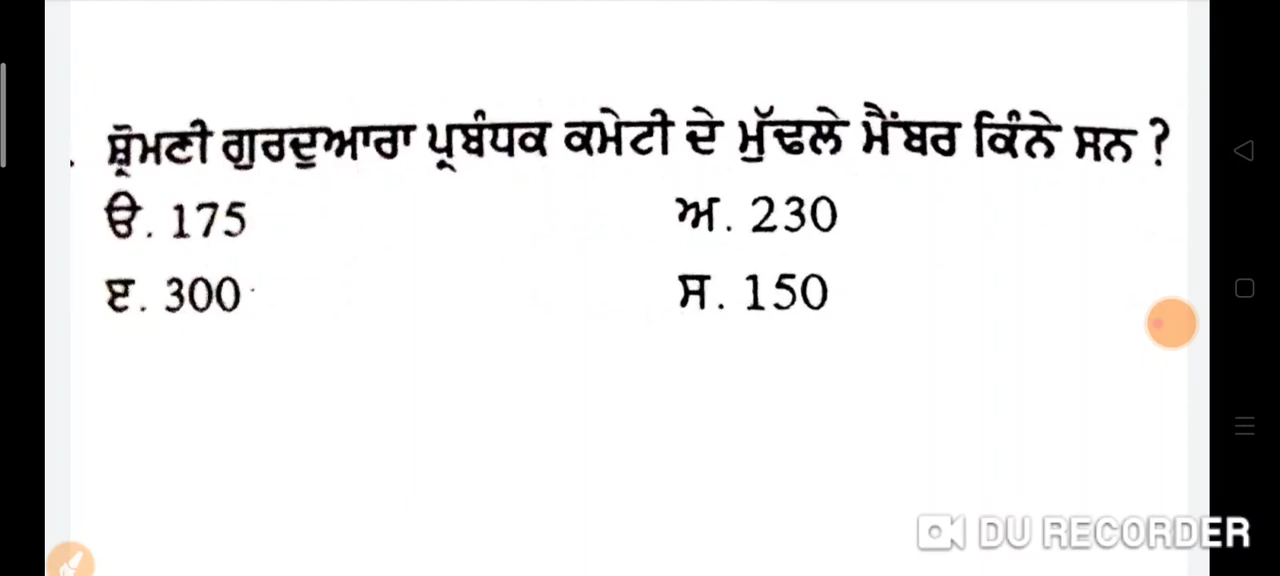 . ਸ਼੍ਰੋਮਣੀ ਗੁਰਦੁਆਰਾ ਪ੍ਰਬੰਧਕ ਕਮੇਟੀ ਦੇ ਮੁੱਢਲੇ ਮੈਂਬਰ ਕਿੰਨੇ ਸਨ ?
ੳ. 175 ਅ. 230
ੲ. 300 ਸ. 150
DU RECORDER